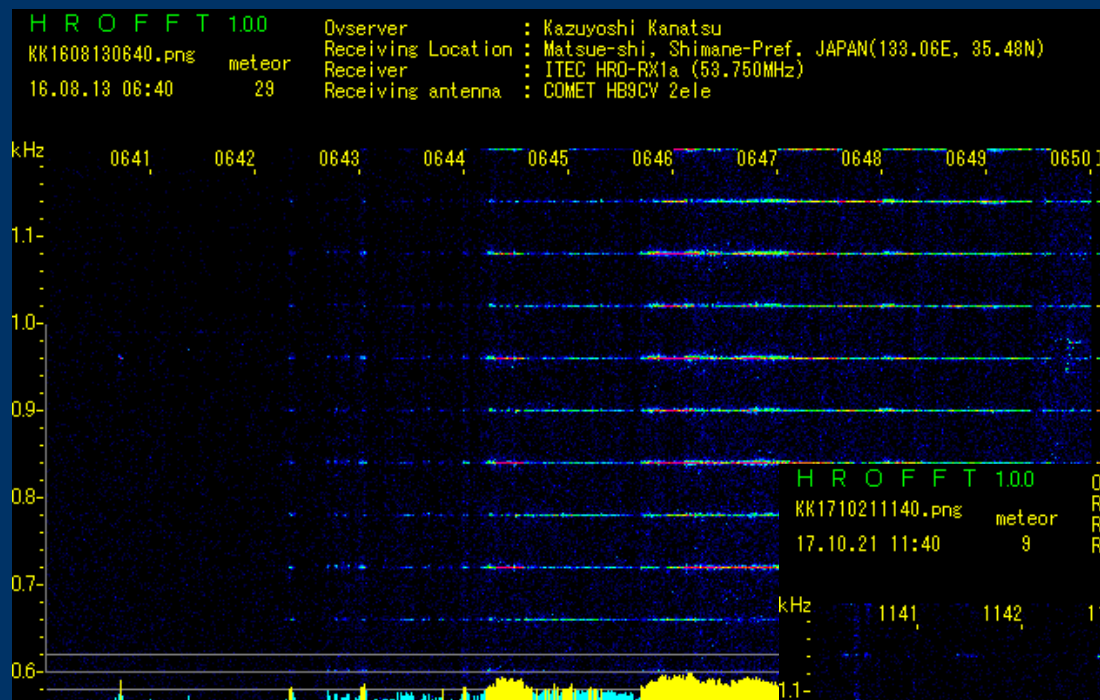 H R O F F T 1.0.0
KK1608130640.png
meteor
16.08.13 06:40 29
Ovserver : Kazuyoshi Kanatsu
Receiving Location : Matsue-shi, Shimane-Pref. JAPAN(133.06E, 35.48N)
Receiver : ITEC HRO-RX1a (53.750MHz)
Receiving antenna : COMET HB9CV 2ele
kHz 0641 0642 0643 0644 0645 0646 0647 0648 0649 0650
1.1
1.0
0.9
0.8
0.7
0.6
H R O F F T 1.0.0
KK1710211140.png
meteor
17.10.21 11:40 9
kHz 1141 1142
1.1